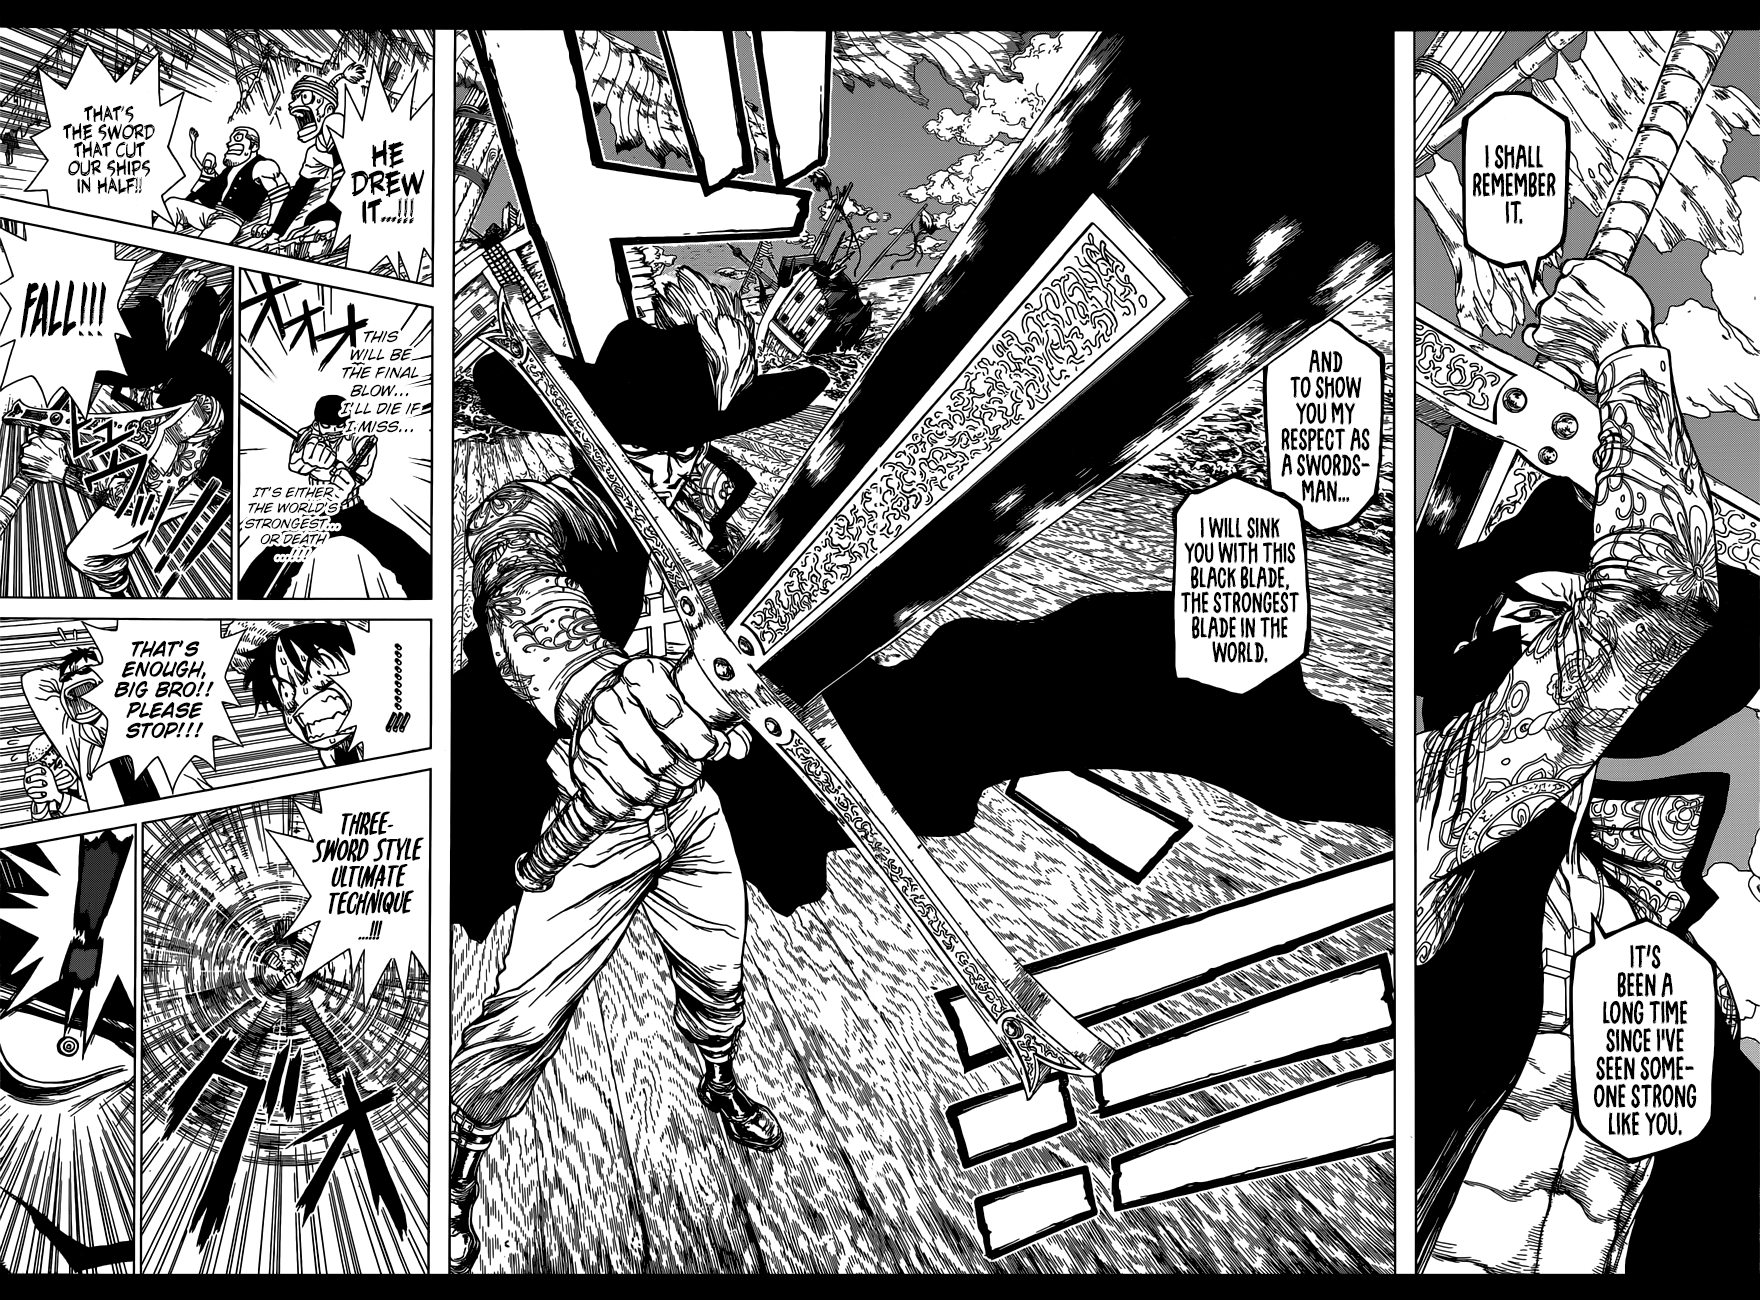 I SHALL
REMEMBER
IT.
IT'S
BEEN A
LONG TIME
SINCE I'VE
SEEN SOME-
ONE STRONG
LIKE YOU.
AND
TO SHOW
YOU MY
RESPECT AS
A SWORDS-
MAN...
I WILL SINK
YOU WITH THIS
BLACK BLADE,
THE STRONGEST
BLADE IN THE
WORLD.
HE
DREW
IT...!!!
THAT'S
THE SWORD
THAT CUT
OUR SHIPS
IN HALF!!
オオオ
THIS
WILL BE
THE FINAL
BLOW...
I'LL DIE IF
I MISS...
IT'S EITHER
THE WORLD'S
STRONGEST...
OR DEATH
...!!!
FALL!!!
.........
!!!
THAT'S
ENOUGH,
BIG BRO!!
PLEASE
STOP!!!
THREE-
SWORD STYLE
ULTIMATE
TECHNIQUE
...!!!